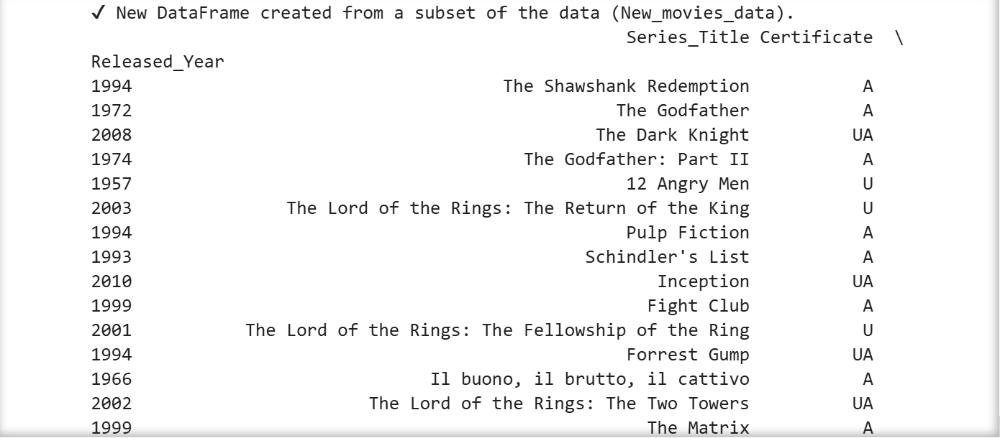 ✓ New DataFrame created from a subset of the data (New_movies_data).
Series_Title Certificate \
Released_Year
1994 The Shawshank Redemption A
1972 The Godfather A
2008 The Dark Knight UA
1974 The Godfather: Part II A
1957 12 Angry Men U
2003 The Lord of the Rings: The Return of the King U
1994 Pulp Fiction A
1993 Schindler's List A
2010 Inception UA
1999 Fight Club A
2001 The Lord of the Rings: The Fellowship of the Ring U
1994 Forrest Gump UA
1966 Il buono, il brutto, il cattivo A
2002 The Lord of the Rings: The Two Towers UA
1999 The Matrix A